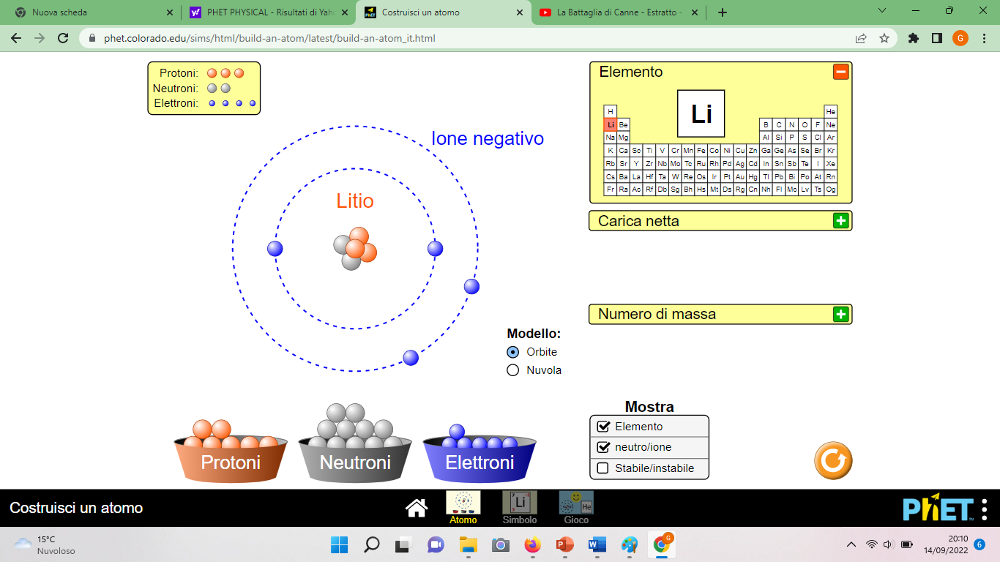 Nuova scheda
PHET PHYSICAL - Risultati di Yaho
Costruisci un atomo
La Battaglia di Canne - Estratto -
phet.colorado.edu/sims/html/build-an-atom/latest/build-an-atom_it.html
G
Protoni:
Neutroni:
Elettroni:
Ione negativo
Litio
Elemento
Li
H He
Li Be B C N O F Ne
Na Mg Al Si P S Cl Ar
K Ca Sc Ti V Cr Mn Fe Co Ni Cu Zn Ga Ge As Se Br Kr
Rb Sr Y Zr Nb Mo Tc Ru Rh Pd Ag Cd In Sn Sb Te I Xe
Cs Ba La Hf Ta W Re Os Ir Pt Au Hg Tl Pb Bi Po At Rn
Fr Ra Ac Rf Db Sg Bh Hs Mt Ds Rg Cn Nh Fl Mc Lv Ts Og
Carica netta
Numero di massa
Modello:
Orbite
Nuvola
Mostra
Elemento
neutro/ione
Stabile/instabile
Protoni
Neutroni
Elettroni
Costruisci un atomo
Atomo
Li
Simbolo
He
Gioco
PhET
15°C
Nuvoloso
G
20:10
14/09/2022
6